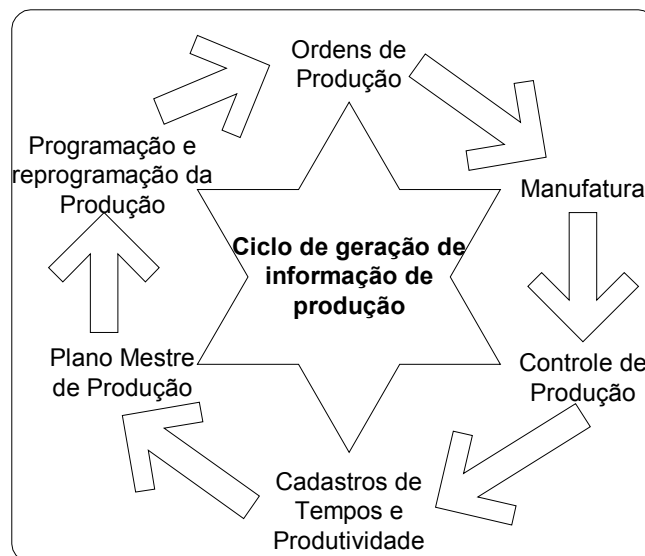 Ordens de
Produção
Programação e
reprogramação da
Produção
Manufatura
Ciclo de geração de
informação de
produção
Plano Mestre
de Produção
Controle de
Produção
Cadastros de
Tempos e
Produtividade